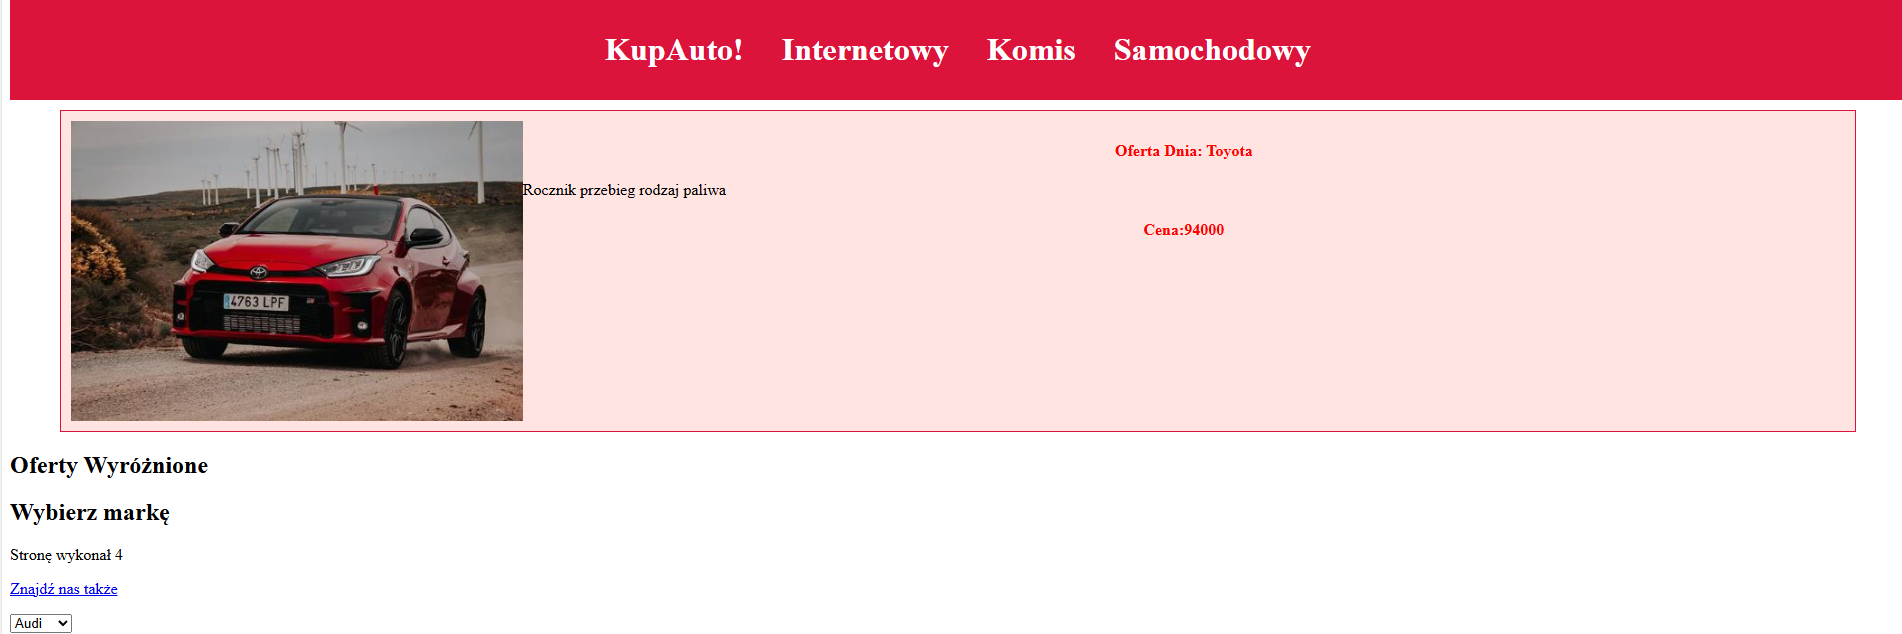 KupAuto! Internetowy Komis Samochodowy
Oferta Dnia: Toyota
Rocznik przebieg rodzaj paliwa
Cena:94000
4763 LPF
Oferty Wyróżnione
Wybierz markę
Stronę wykonał 4
Znajdź nas także
Audi